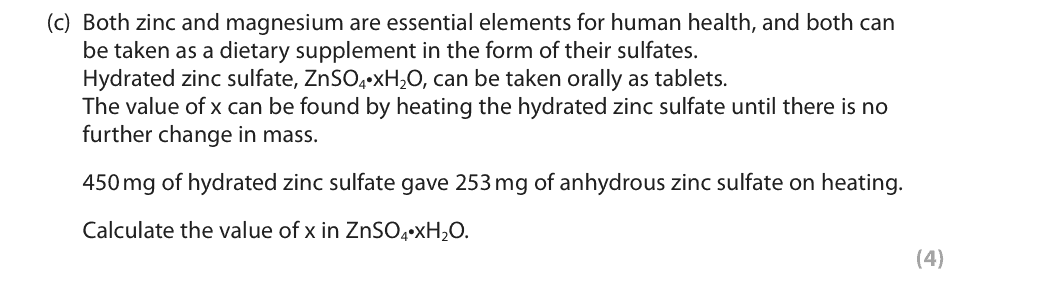 (c) Both zinc and magnesium are essential elements for human health, and both can
be taken as a dietary supplement in the form of their sulfates.
Hydrated zinc sulfate, ZnSO₄•xH₂O, can be taken orally as tablets.
The value of x can be found by heating the hydrated zinc sulfate until there is no
further change in mass.
450 mg of hydrated zinc sulfate gave 253 mg of anhydrous zinc sulfate on heating.
Calculate the value of x in ZnSO₄•xH₂O.
(4)